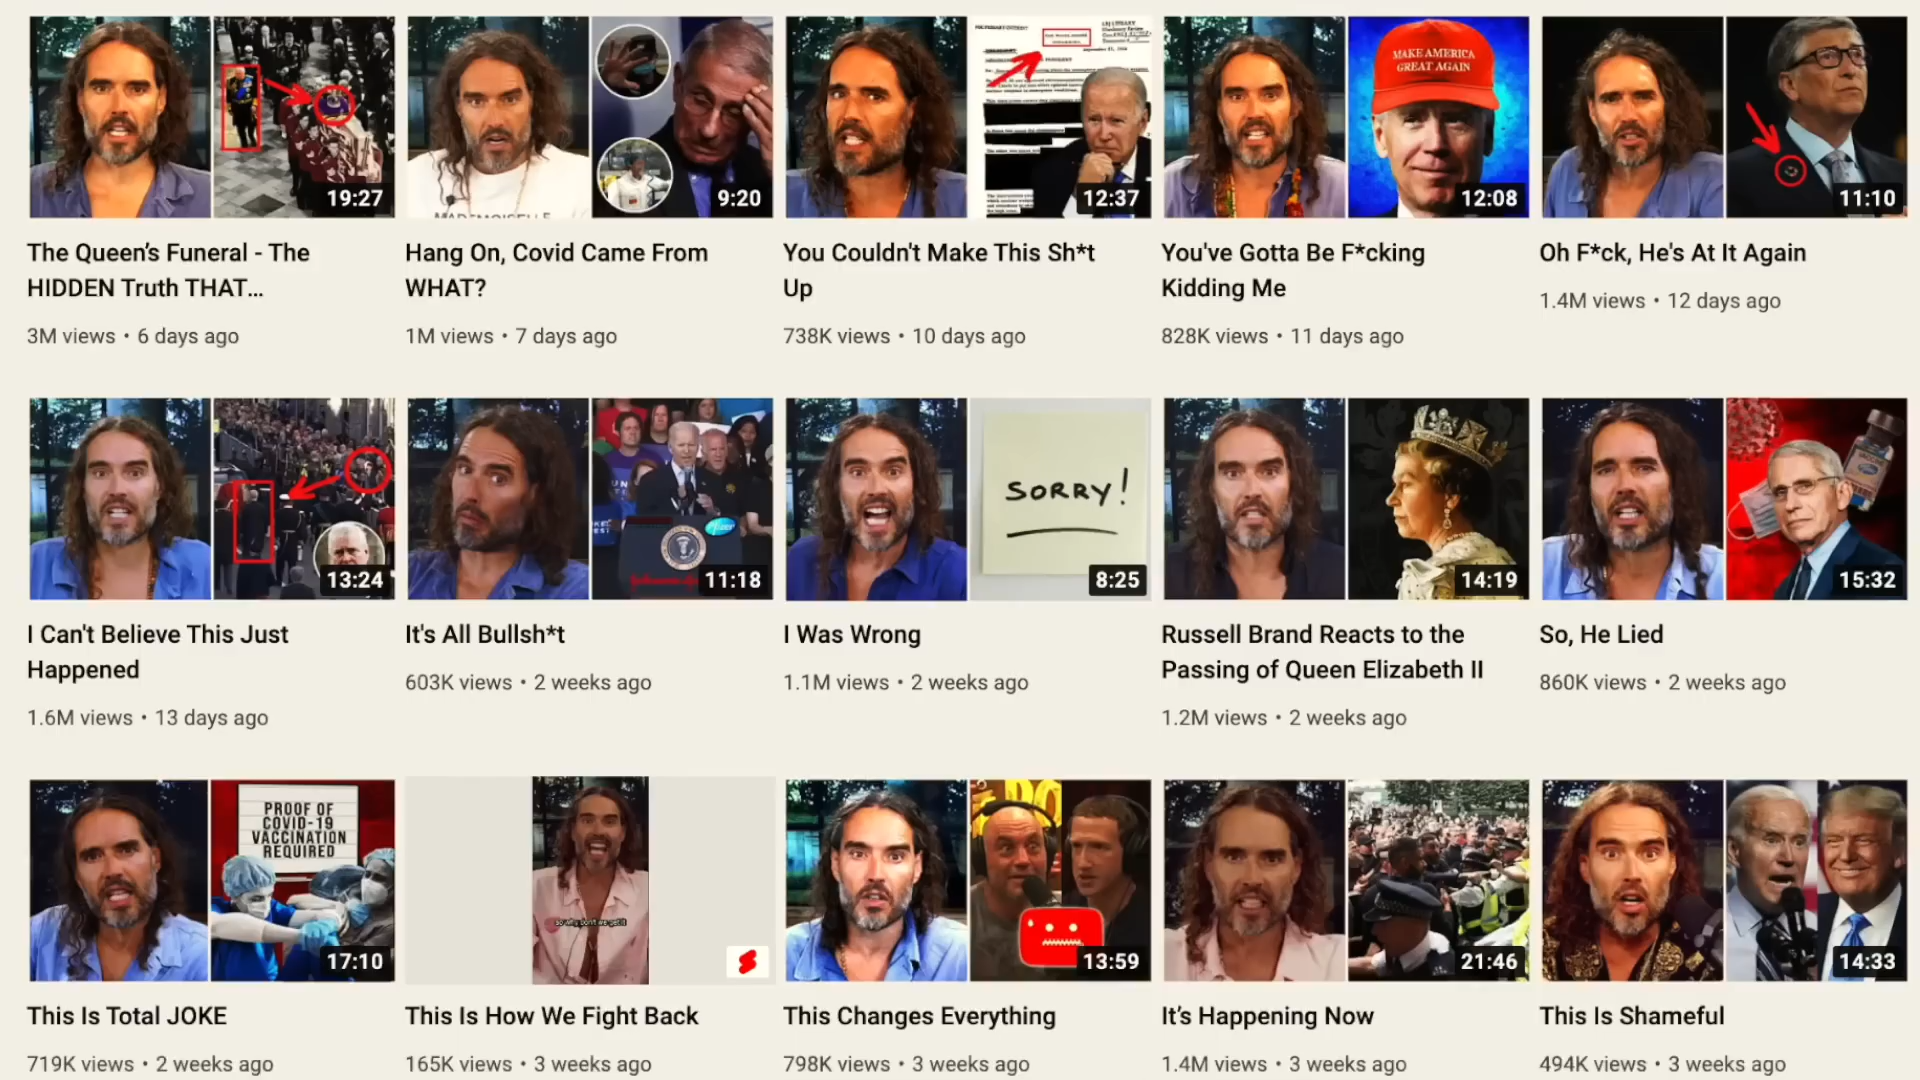 MAKE AMERICA
GREAT AGAIN
19:27
9:20
12:37
12:08
11:10
The Queen’s Funeral - The
HIDDEN Truth THAT...
3M views • 6 days ago
Hang On, Covid Came From
WHAT?
1M views • 7 days ago
You Couldn't Make This Sh*t
Up
738K views • 10 days ago
You've Gotta Be F*cking
Kidding Me
828K views • 11 days ago
Oh F*ck, He's At It Again
1.4M views • 12 days ago
SORRY!
Pfizer
13:24
11:18
8:25
14:19
15:32
I Can't Believe This Just
Happened
1.6M views • 13 days ago
It's All Bullsh*t
603K views • 2 weeks ago
I Was Wrong
1.1M views • 2 weeks ago
Russell Brand Reacts to the
Passing of Queen Elizabeth II
1.2M views • 2 weeks ago
So, He Lied
860K views • 2 weeks ago
PROOF OF
COVID-19
VACCINATION
REQUIRED
So why don't we get it
17:10
13:59
21:46
14:33
This Is Total JOKE
719K views • 2 weeks ago
This Is How We Fight Back
165K views • 3 weeks ago
This Changes Everything
798K views • 3 weeks ago
It’s Happening Now
1.4M views • 3 weeks ago
This Is Shameful
494K views • 3 weeks ago